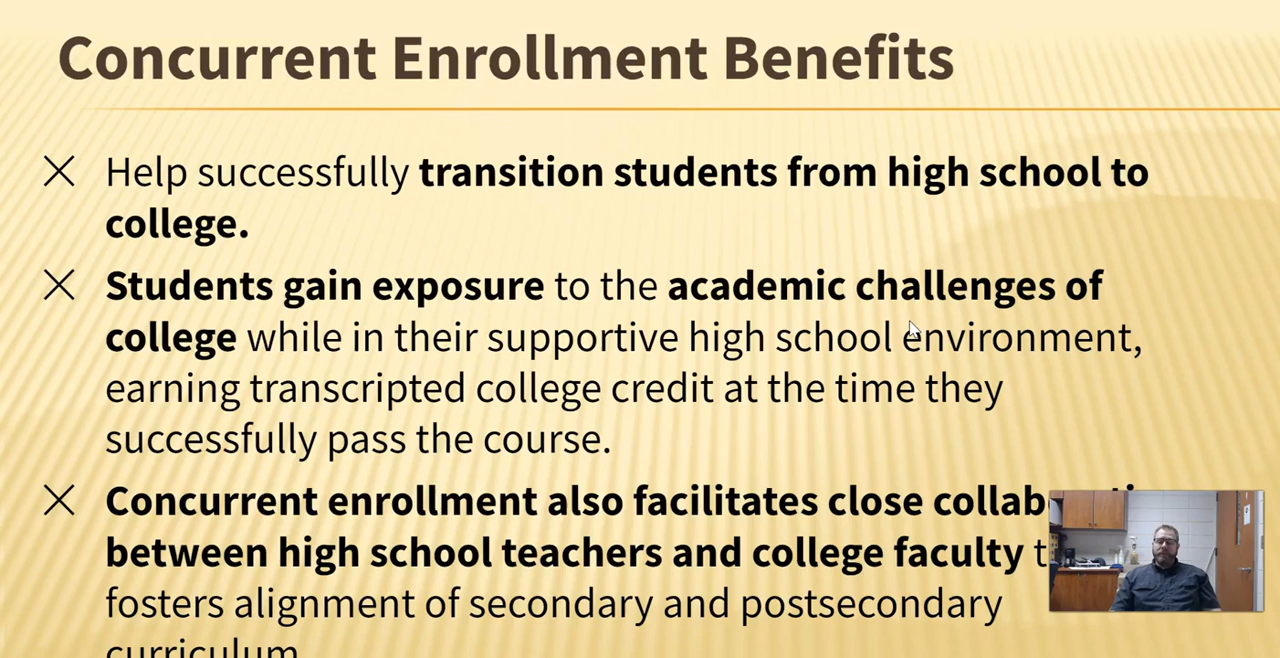 Concurrent Enrollment Benefits
Help successfully transition students from high school to
college.
Students gain exposure to the academic challenges of
college while in their supportive high school environment,
earning transcripted college credit at the time they
successfully pass the course.
Concurrent enrollment also facilitates close
between high school teachers and college faculty
fosters alignment of secondary and postsecondary
curriculum